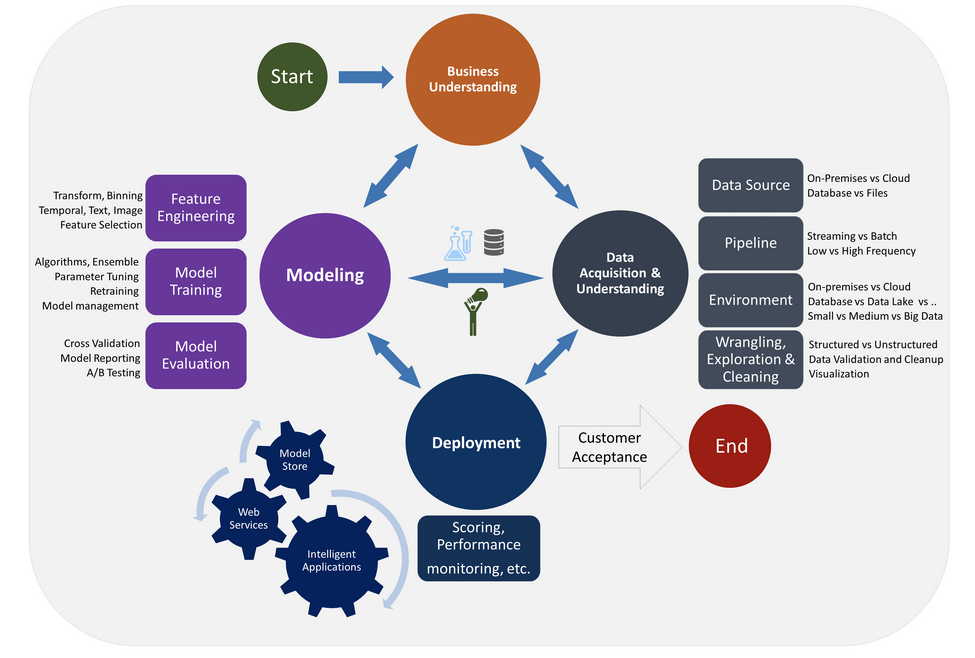 Start
Business
Understanding
Transform, Binning
Temporal, Text, Image
Feature Selection
Feature
Engineering
Algorithms, Ensemble
Parameter Tuning
Retraining
Model management
Model
Training
Cross Validation
Model Reporting
A/B Testing
Model
Evaluation
Modeling
Data
Acquisition &
Understanding
Data Source
On-Premises vs Cloud
Database vs Files
Pipeline
Streaming vs Batch
Low vs High Frequency
Environment
On-premises vs Cloud
Database vs Data Lake vs ..
Small vs Medium vs Big Data
Wrangling,
Exploration &
Cleaning
Structured vs Unstructured
Data Validation and Cleanup
Visualization
Deployment
Customer
Acceptance
End
Scoring,
Performance
monitoring, etc.
Model
Store
Web
Services
Intelligent
Applications